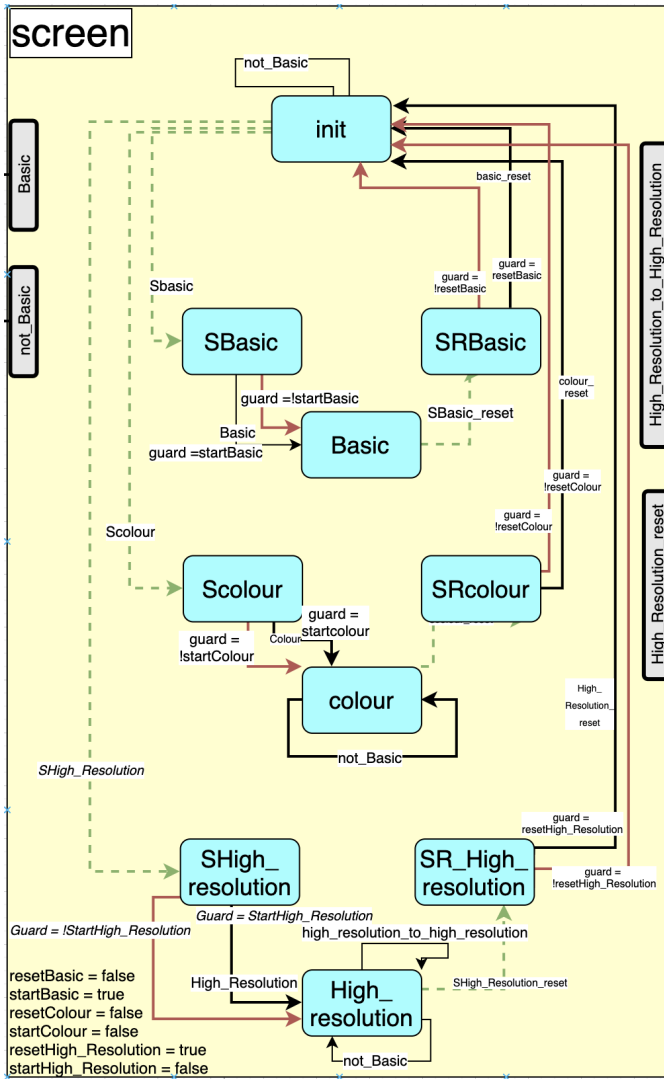 screen
not_Basic
init
Basic
not_Basic
High_Resolution_to_High_Resolution
High_Resolution_reset
basic_reset
guard =
resetBasic
guard =
!resetBasic
Sbasic
SBasic
SRBasic
colour_
reset
guard =!startBasic
SBasic_reset
Basic
guard =startBasic
Basic
guard =
!resetColour
guard =
!resetColour
Scolour
Scolour
SRcolour
guard =
startcolour
Colour
guard =
!startColour
colour
not_Basic
High_
Resolution_
reset
SHigh_Resolution
guard =
resetHigh_Resolution
SHigh_
resolution
SR_High_
resolution
guard =
!resetHigh_Resolution
Guard = StartHigh_Resolution
Guard = !StartHigh_Resolution
high_resolution_to_high_resolution
High_Resolution
SHigh_Resolution_reset
High_
resolution
not_Basic
resetBasic = false
startBasic = true
resetColour = false
startColour = false
resetHigh_Resolution = true
startHigh_Resolution = false